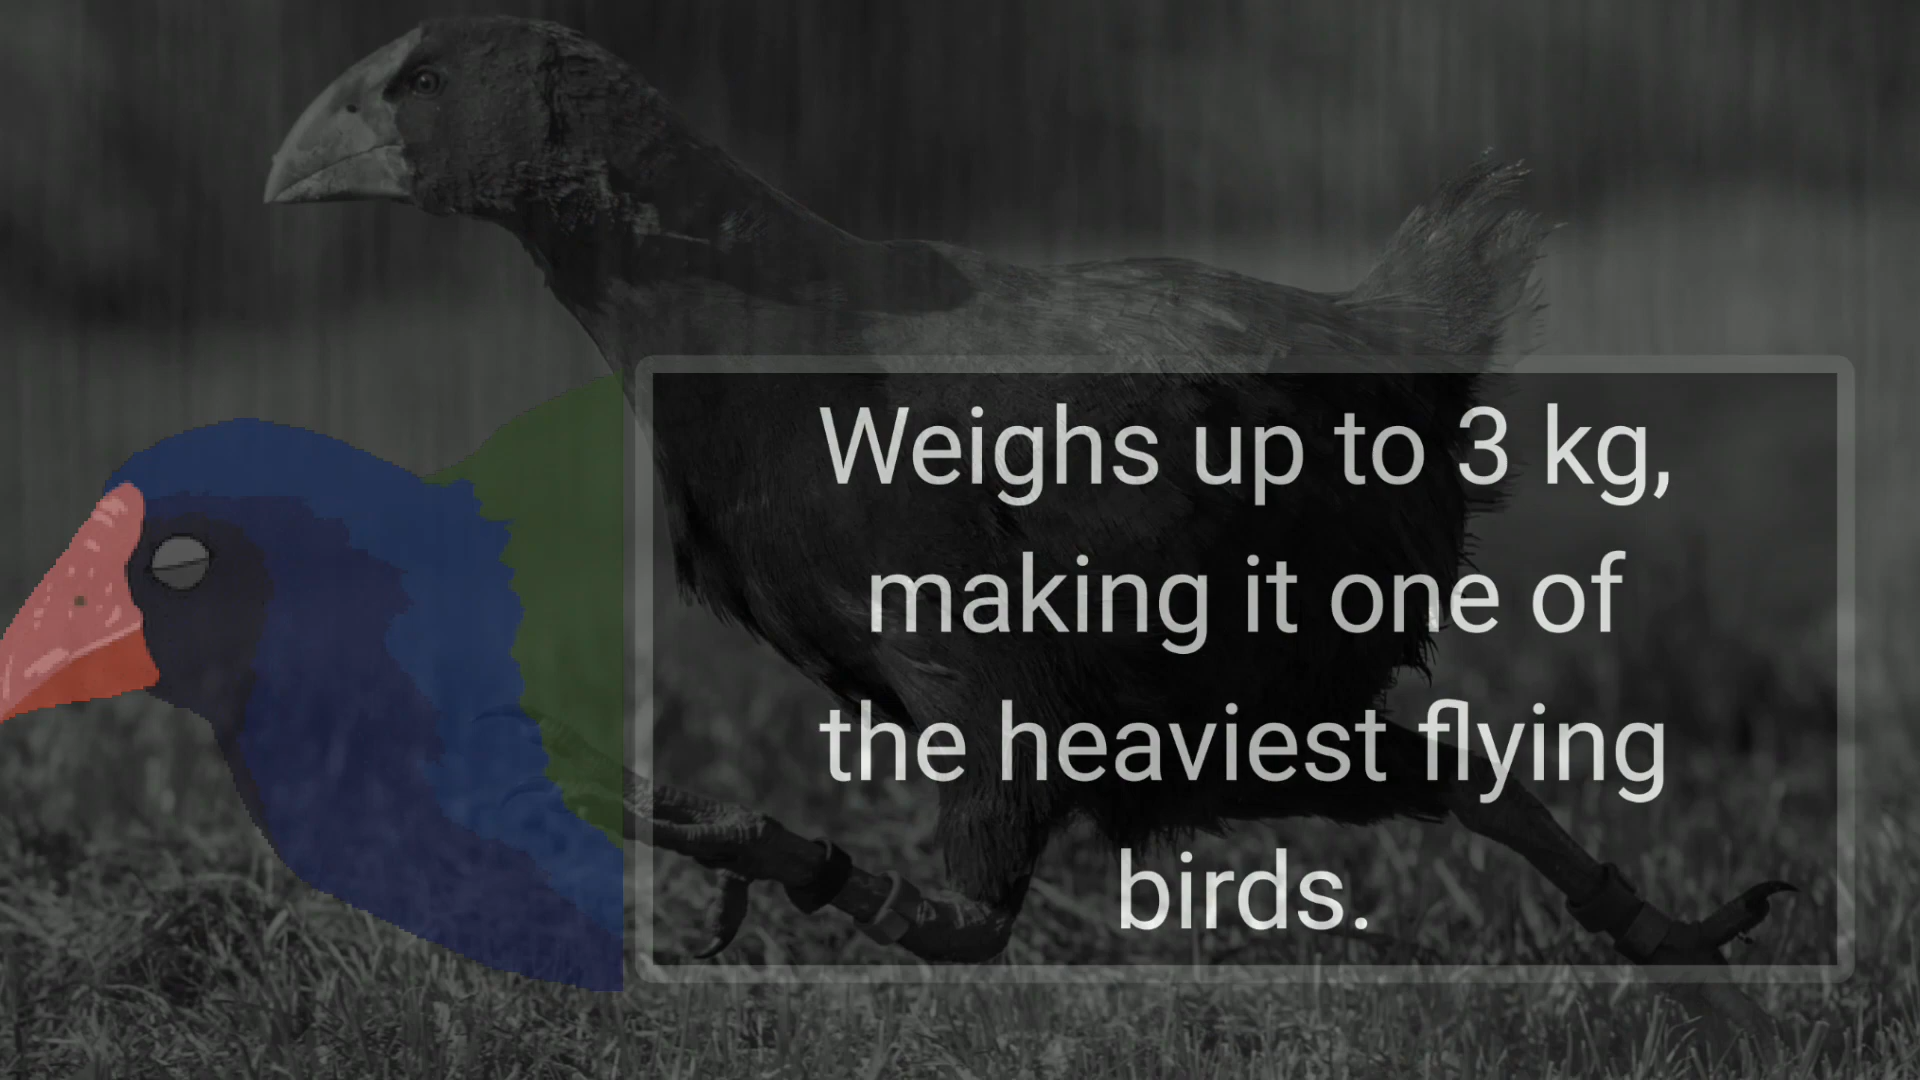 Weighs up to 3 kg,
making it one of
the heaviest flying
birds.